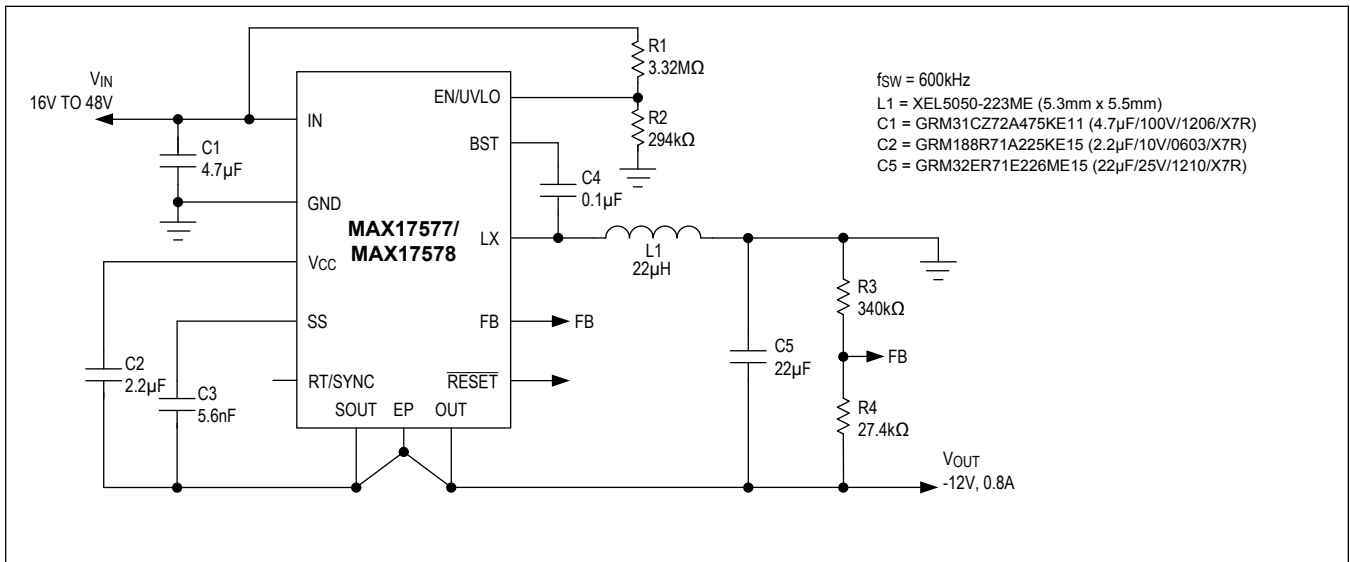 VIN
16V TO 48V
C1
4.7µF
R1
3.32MΩ
R2
294kΩ
IN
EN/UVLO
BST
GND
MAX17577/
MAX17578
LX
VCC
SS
FB
FB
RT/SYNC
RESET
SOUT EP OUT
C4
0.1µF
L1
22µH
C2
2.2µF
C3
5.6nF
C5
22µF
R3
340kΩ
FB
R4
27.4kΩ
VOUT
-12V, 0.8A
fSW = 600kHz
L1 = XEL5050-223ME (5.3mm x 5.5mm)
C1 = GRM31CZ72A475KE11 (4.7µF/100V/1206/X7R)
C2 = GRM188R71A225KE15 (2.2µF/10V/0603/X7R)
C5 = GRM32ER71E226ME15 (22µF/25V/1210/X7R)